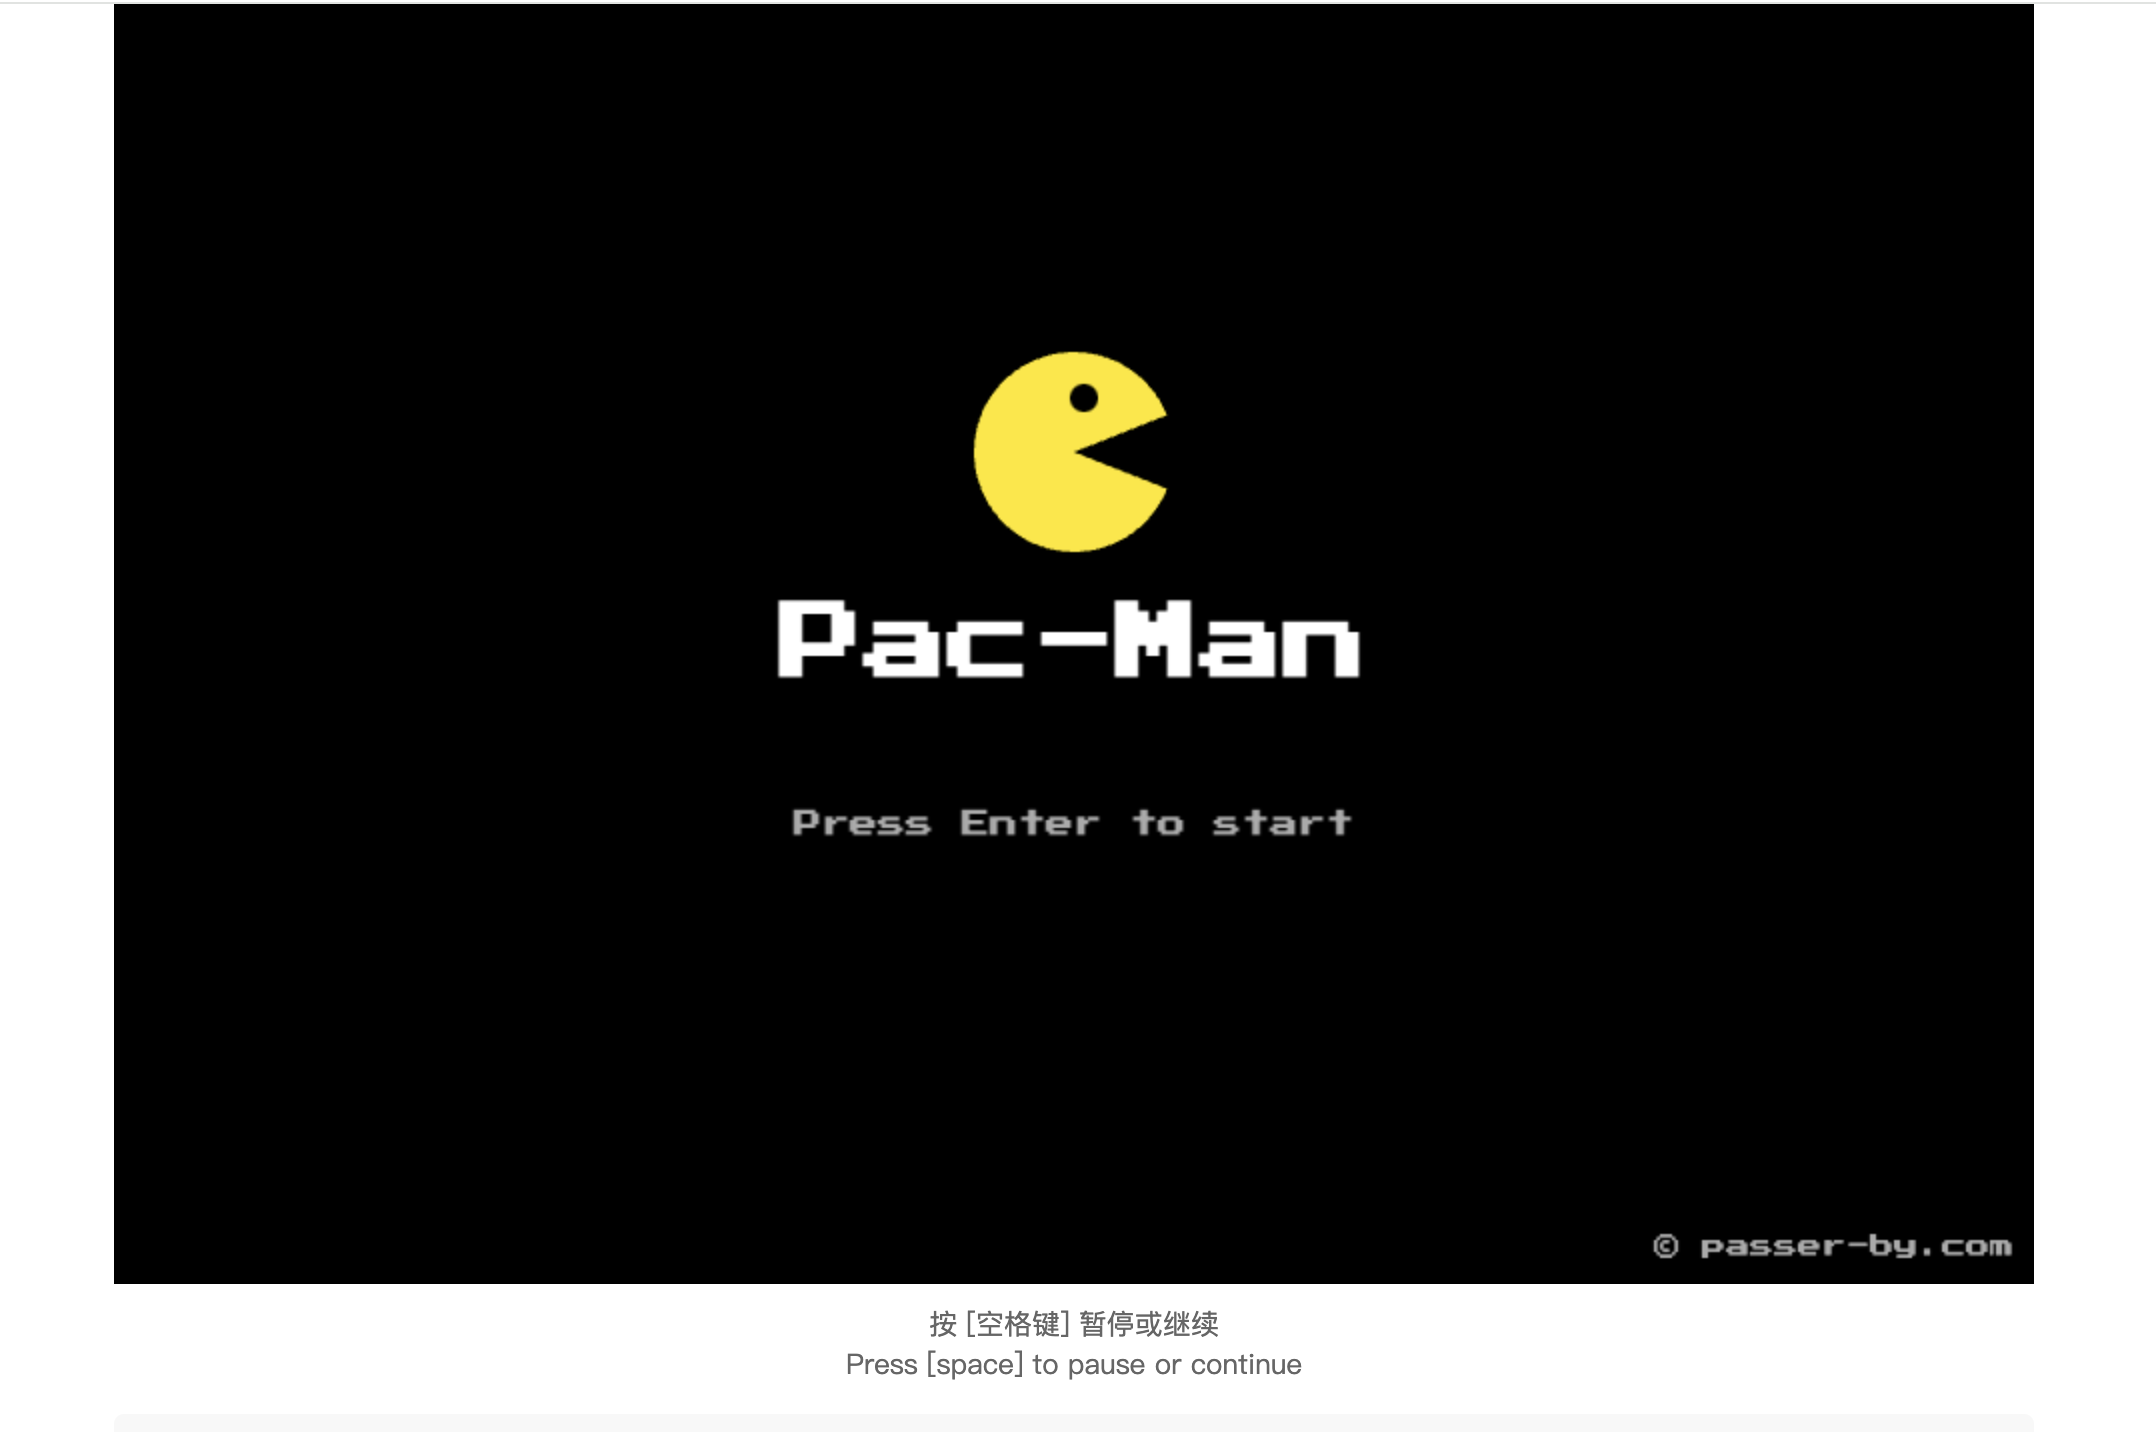 Pac-Man
Press Enter to start
© passer-by.com
按 [空格键] 暂停或继续
Press [space] to pause or continue